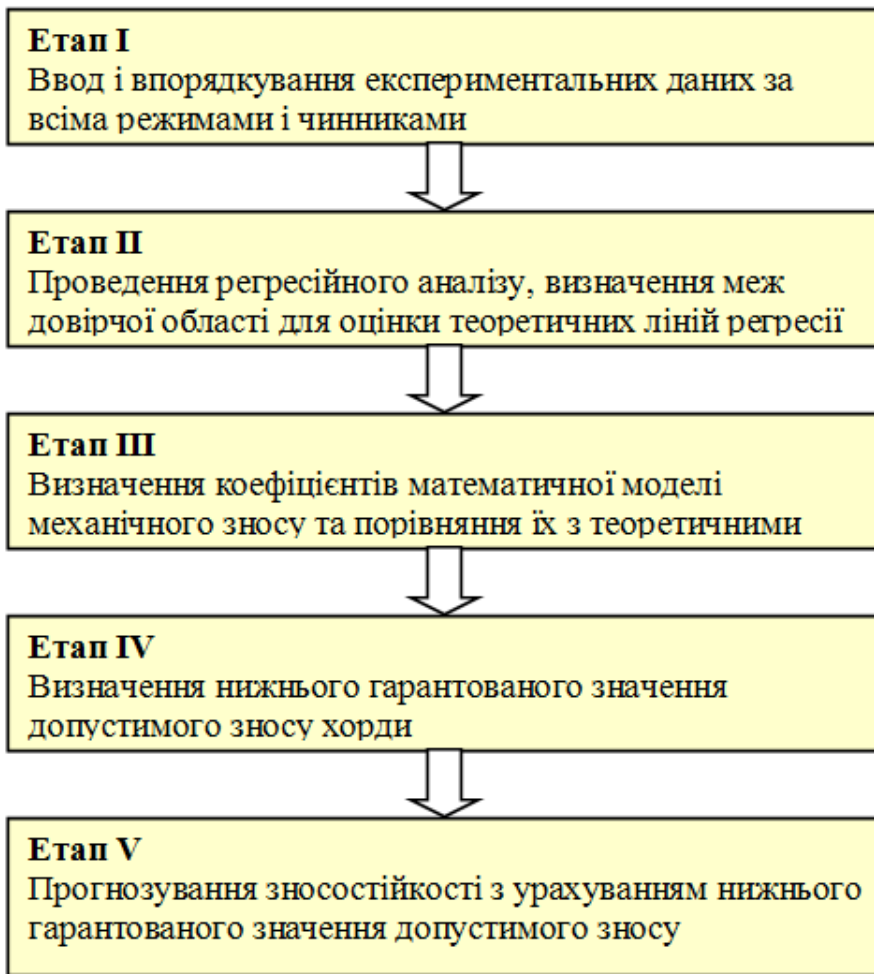 Етап I
Ввод і впорядкування експериментальних даних за
всіма режимами і чинниками
Етап II
Проведення регресійного аналізу, визначення меж
довірчої області для оцінки теоретичних ліній регресії
Етап III
Визначення коефіцієнтів математичної моделі
механічного зносу та порівняння їх з теоретичними
Етап IV
Визначення нижнього гарантованого значення
допустимого зносу хорди
Етап V
Прогнозування зносостійкості з урахуванням нижнього
гарантованого значення допустимого зносу